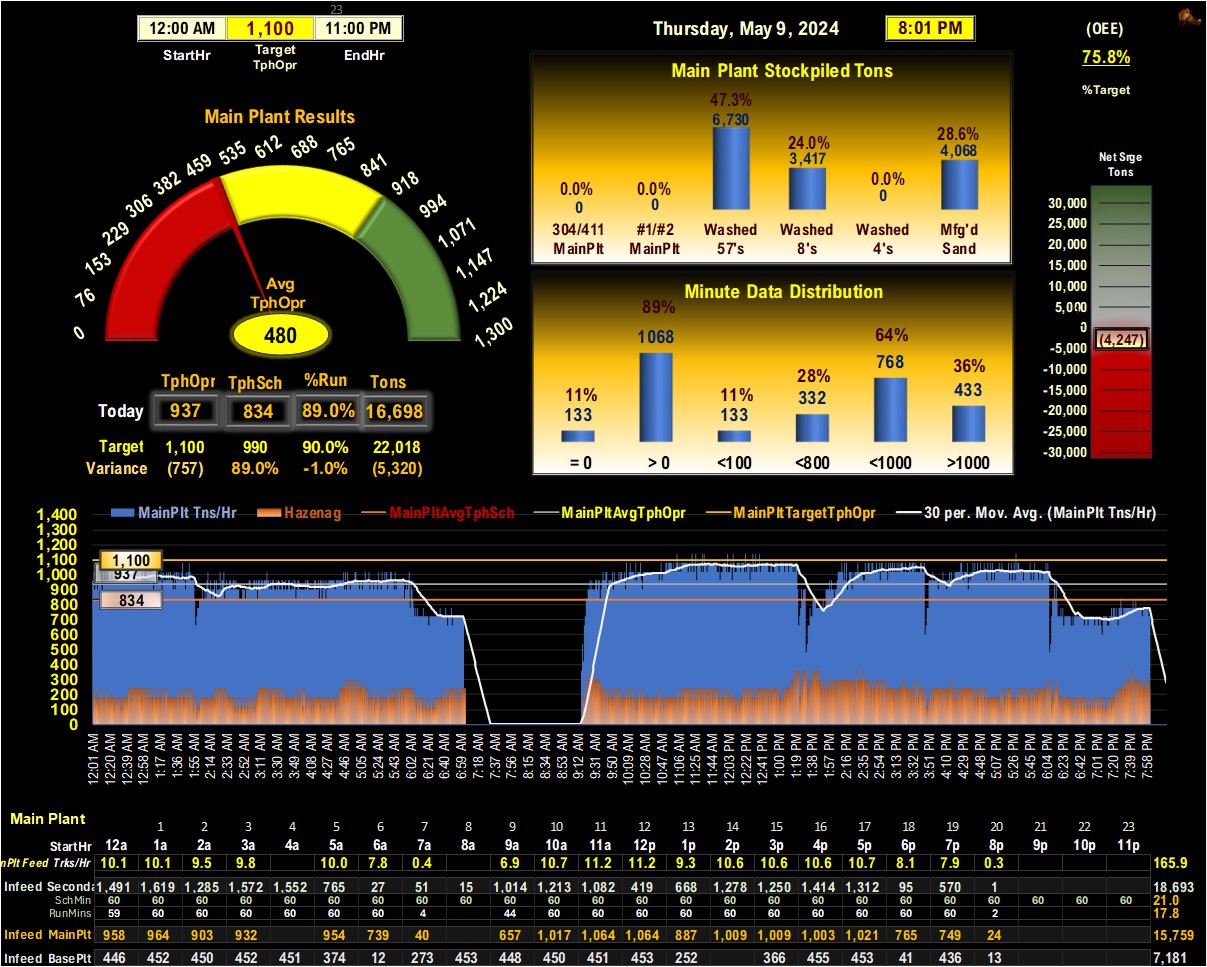 23
12:00 AM 1,100 11:00 PM
StartHr Target TphOpr EndHr
Thursday, May 9, 2024 8:01 PM
(OEE)
75.8%
%Target
Main Plant Results
0 76 153 229 306 382 459 535 612 688 765 841 918 994 1,071 1,147 1,224 1,300
Avg
TphOpr
480
TphOpr TphSch %Run Tons
Today 937 834 89.0% 16,698
Target 1,100 990 90.0% 22,018
Variance (757) 89.0% -1.0% (5,320)
Main Plant Stockpiled Tons
0.0% 0.0% 47.3% 24.0% 0.0% 28.6%
0 0 6,730 3,417 0 4,068
304/411 #1/#2 Washed Washed Washed Mfg'd
MainPlt MainPlt 57's 8's 4's Sand
Minute Data Distribution
11% 89% 11% 28% 64% 36%
133 1068 133 332 768 433
= 0 > 0 <100 <800 <1000 >1000
Net Srge
Tons
30,000
25,000
20,000
15,000
10,000
5,000
0
(4,247)
-5,000
-10,000
-15,000
-20,000
-25,000
-30,000
MainPlt Tns/Hr Hazenag MainPltAvgTphSch MainPltAvgTphOpr MainPltTargetTphOpr 30 per. Mov. Avg. (MainPlt Tns/Hr)
1,400
1,300
1,200
1,100
1,000
900
800
700
600
500
400
300
200
100
0
1,100
937
834
12:01 AM 12:20 AM 12:39 AM 12:58 AM 1:17 AM 1:36 AM 1:55 AM 2:14 AM 2:33 AM 2:52 AM 3:11 AM 3:30 AM 3:49 AM 4:08 AM 4:27 AM 4:46 AM 5:05 AM 5:24 AM 5:43 AM 6:02 AM 6:21 AM 6:40 AM 6:59 AM 7:18 AM 7:37 AM 7:56 AM 8:15 AM 8:34 AM 8:53 AM 9:12 AM 9:31 AM 9:50 AM 10:09 AM 10:28 AM 10:47 AM 11:06 AM 11:25 AM 11:44 AM 12:03 PM 12:22 PM 12:41 PM 1:00 PM 1:19 PM 1:38 PM 1:57 PM 2:16 PM 2:35 PM 2:54 PM 3:13 PM 3:32 PM 3:51 PM 4:10 PM 4:29 PM 4:48 PM 5:07 PM 5:26 PM 5:45 PM 6:04 PM 6:23 PM 6:42 PM 7:01 PM 7:20 PM 7:39 PM 7:58 PM
Main Plant
1 2 3 4 5 6 7 8 9 10 11 12 13 14 15 16 17 18 19 20 21 22 23
StartHr 12a 1a 2a 3a 4a 5a 6a 7a 8a 9a 10a 11a 12p 1p 2p 3p 4p 5p 6p 7p 8p 9p 10p 11p
nPlt Feed Trks/Hr 10.1 10.1 9.5 9.8 10.0 7.8 0.4 6.9 10.7 11.2 11.2 9.3 10.6 10.6 10.6 10.7 8.1 7.9 0.3 165.9
Infeed Seconda 1,491 1,619 1,285 1,572 1,552 765 27 51 15 1,014 1,213 1,082 419 668 1,278 1,250 1,414 1,312 95 570 1 18,693
SchMin 60 60 60 60 60 60 60 60 60 60 60 60 60 60 60 60 60 60 60 60 60 60 60 60 21.0
RunMins 59 60 60 60 60 60 60 4 44 60 60 60 60 60 60 60 60 60 60 2 17.8
Infeed MainPlt 958 964 903 932 954 739 40 657 1,017 1,064 1,064 887 1,009 1,009 1,003 1,021 765 749 24 15,759
Infeed BasePlt 446 452 450 452 451 374 12 273 453 448 450 451 453 252 366 455 453 41 436 13 7,181